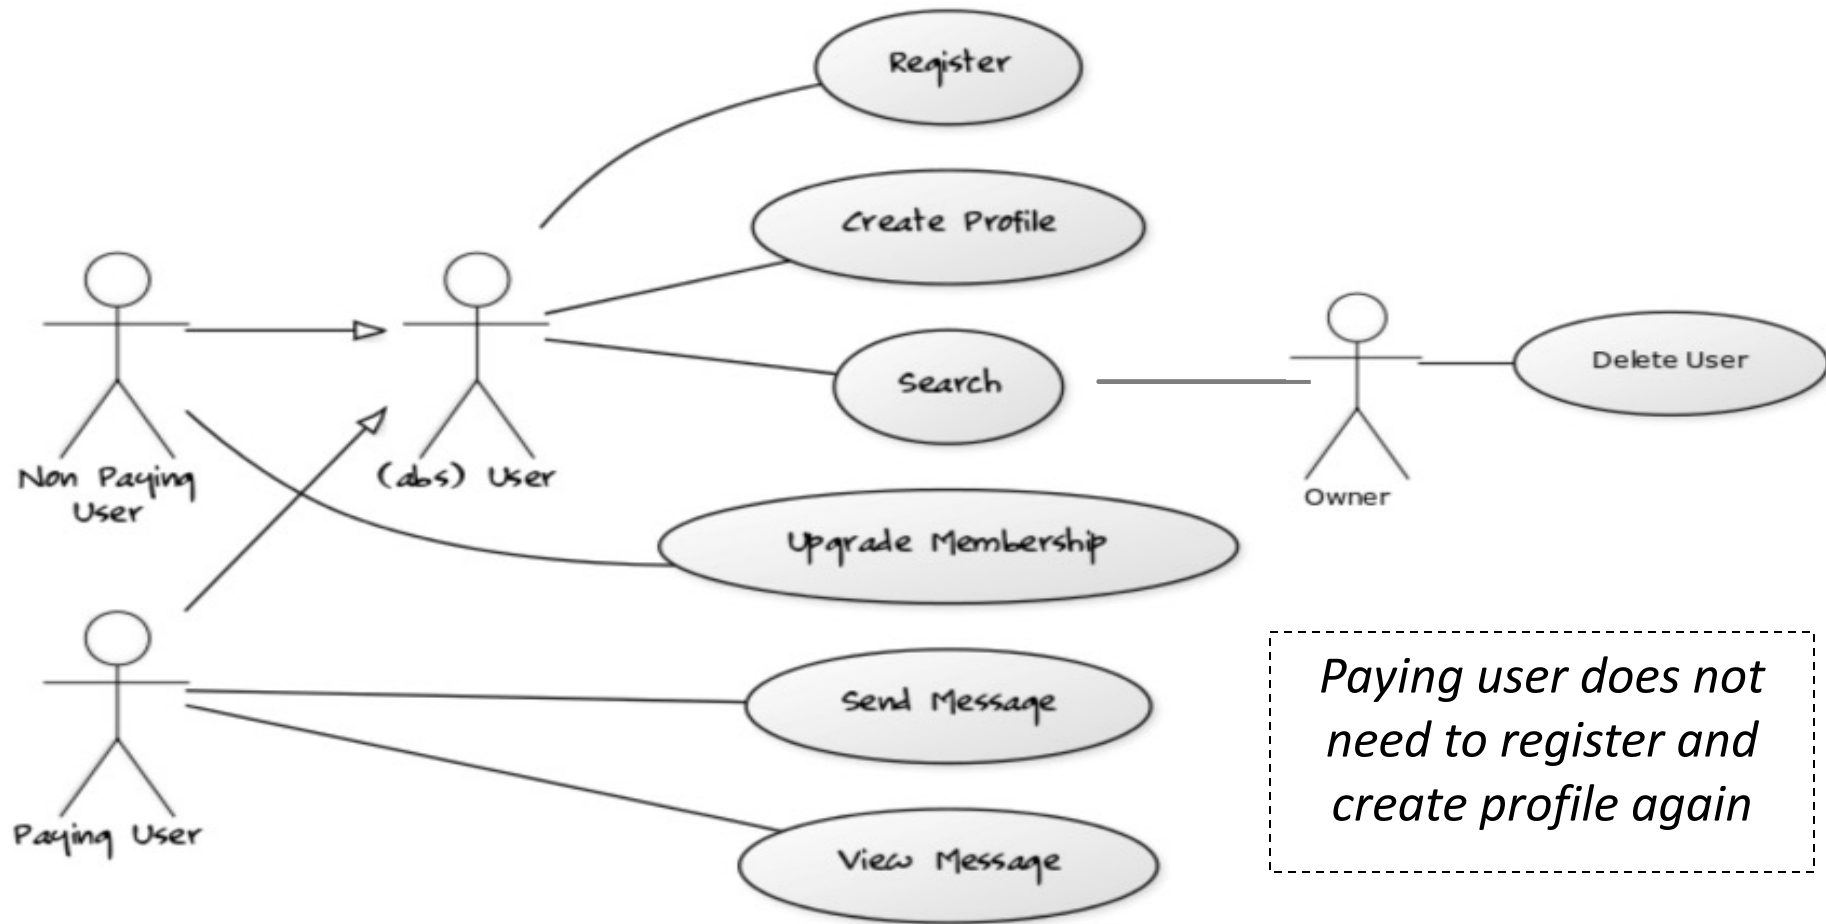 Register
Create Profile
Search
Delete User
Non Paying
User
(abs) User
Owner
Upgrade Membership
Send Message
Paying User
View Message
Paying user does not
need to register and
create profile again